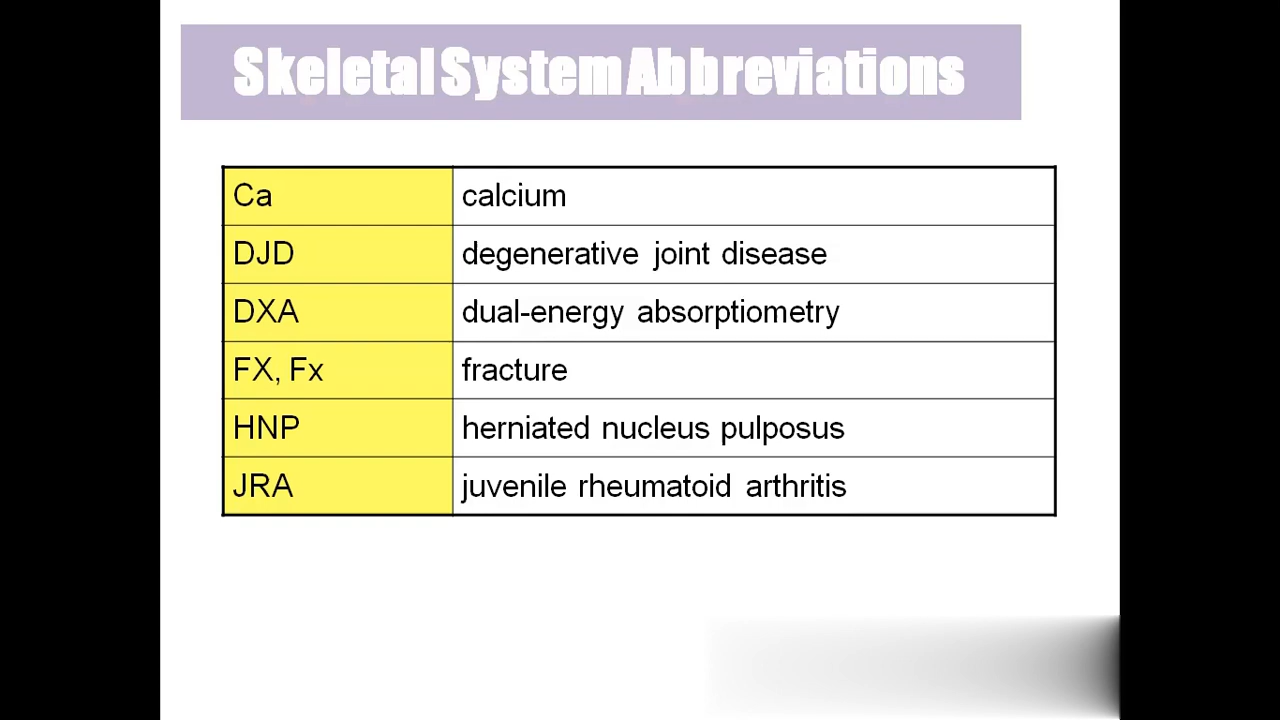 Skeletal System Abbreviations
Ca calcium
DJD degenerative joint disease
DXA dual-energy absorptiometry
FX, Fx fracture
HNP herniated nucleus pulposus
JRA juvenile rheumatoid arthritis